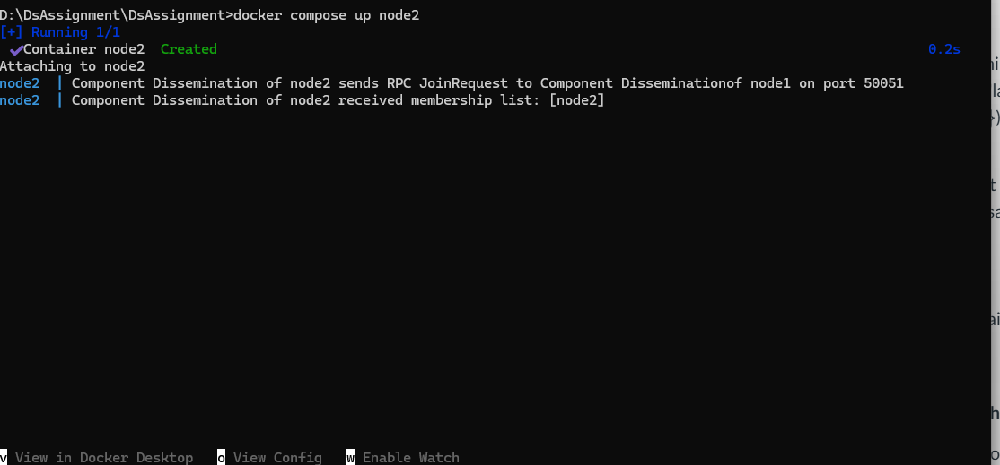 D:\DsAssignment\DsAssignment>docker compose up node2
[+] Running 1/1
✔Container node2 Created 0.2s
Attaching to node2
node2 | Component Dissemination of node2 sends RPC JoinRequest to Component Disseminationof node1 on port 50051
node2 | Component Dissemination of node2 received membership list: [node2]
v View in Docker Desktop o View Config w Enable Watch